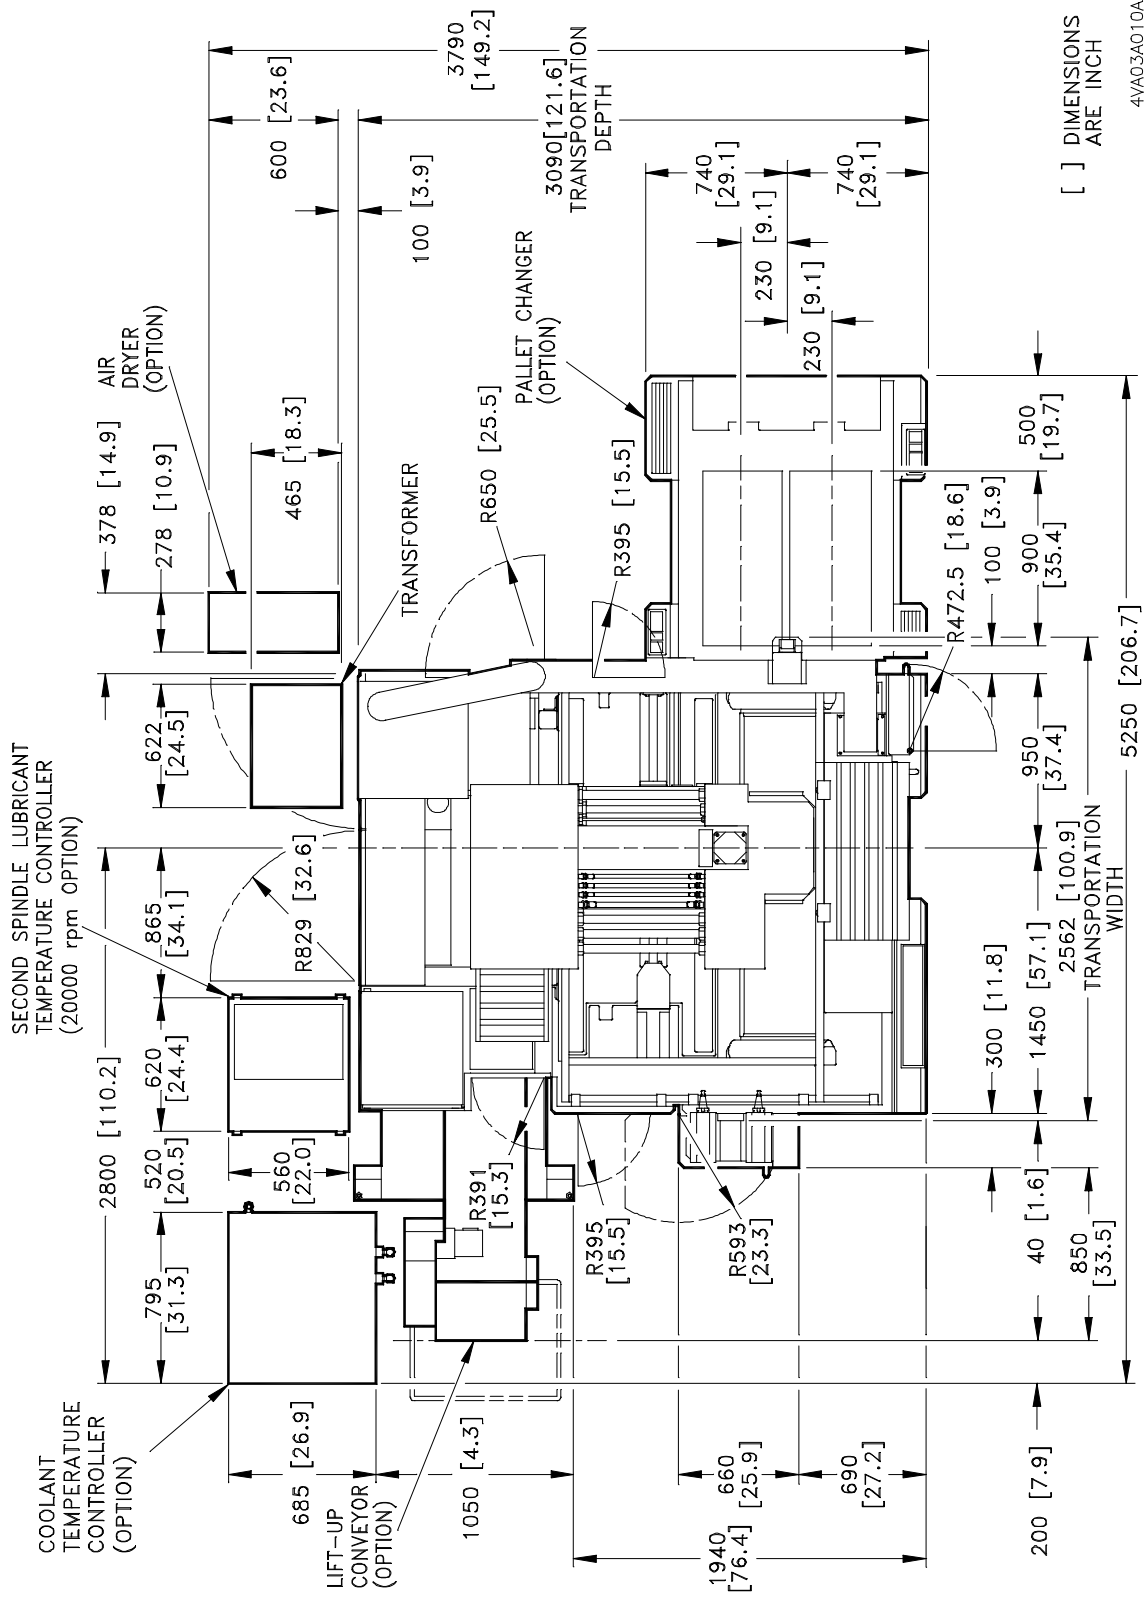 COOLANT
TEMPERATURE
CONTROLLER
(OPTION)
SECOND SPINDLE LUBRICANT
TEMPERATURE CONTROLLER
(20000 rpm OPTION)
AIR
DRYER
(OPTION)
2800 [110.2]
378 [14.9]
795
[31.3]
520
[20.5]
620
[24.4]
865
[34.1]
622
[24.5]
278 [10.9]
600 [23.6]
3790
[149.2]
685 [26.9]
560
[22.0]
R829
[32.6]
465 [18.3]
TRANSFORMER
100 [3.9]
3090[121.6]
TRANSPORTATION
DEPTH
LIFT-UP
CONVEYOR
(OPTION)
1050 [4.3]
R391
[15.3]
R650 [25.5]
PALLET CHANGER
(OPTION)
R395
[15.5]
R395 [15.5]
740
[29.1]
740
[29.1]
230 [9.1]
230 [9.1]
1940
[76.4]
660
[25.9]
690
[27.2]
R593
[23.3]
R472.5 [18.6]
300 [11.8]
100 [3.9]
200 [7.9]
40 [1.6]
1450 [57.1]
950
[37.4]
900
[35.4]
500
[19.7]
850
[33.5]
2562 [100.9]
TRANSPORTATION
WIDTH
5250 [206.7]
[ ] DIMENSIONS
ARE INCH
4VA03A010A